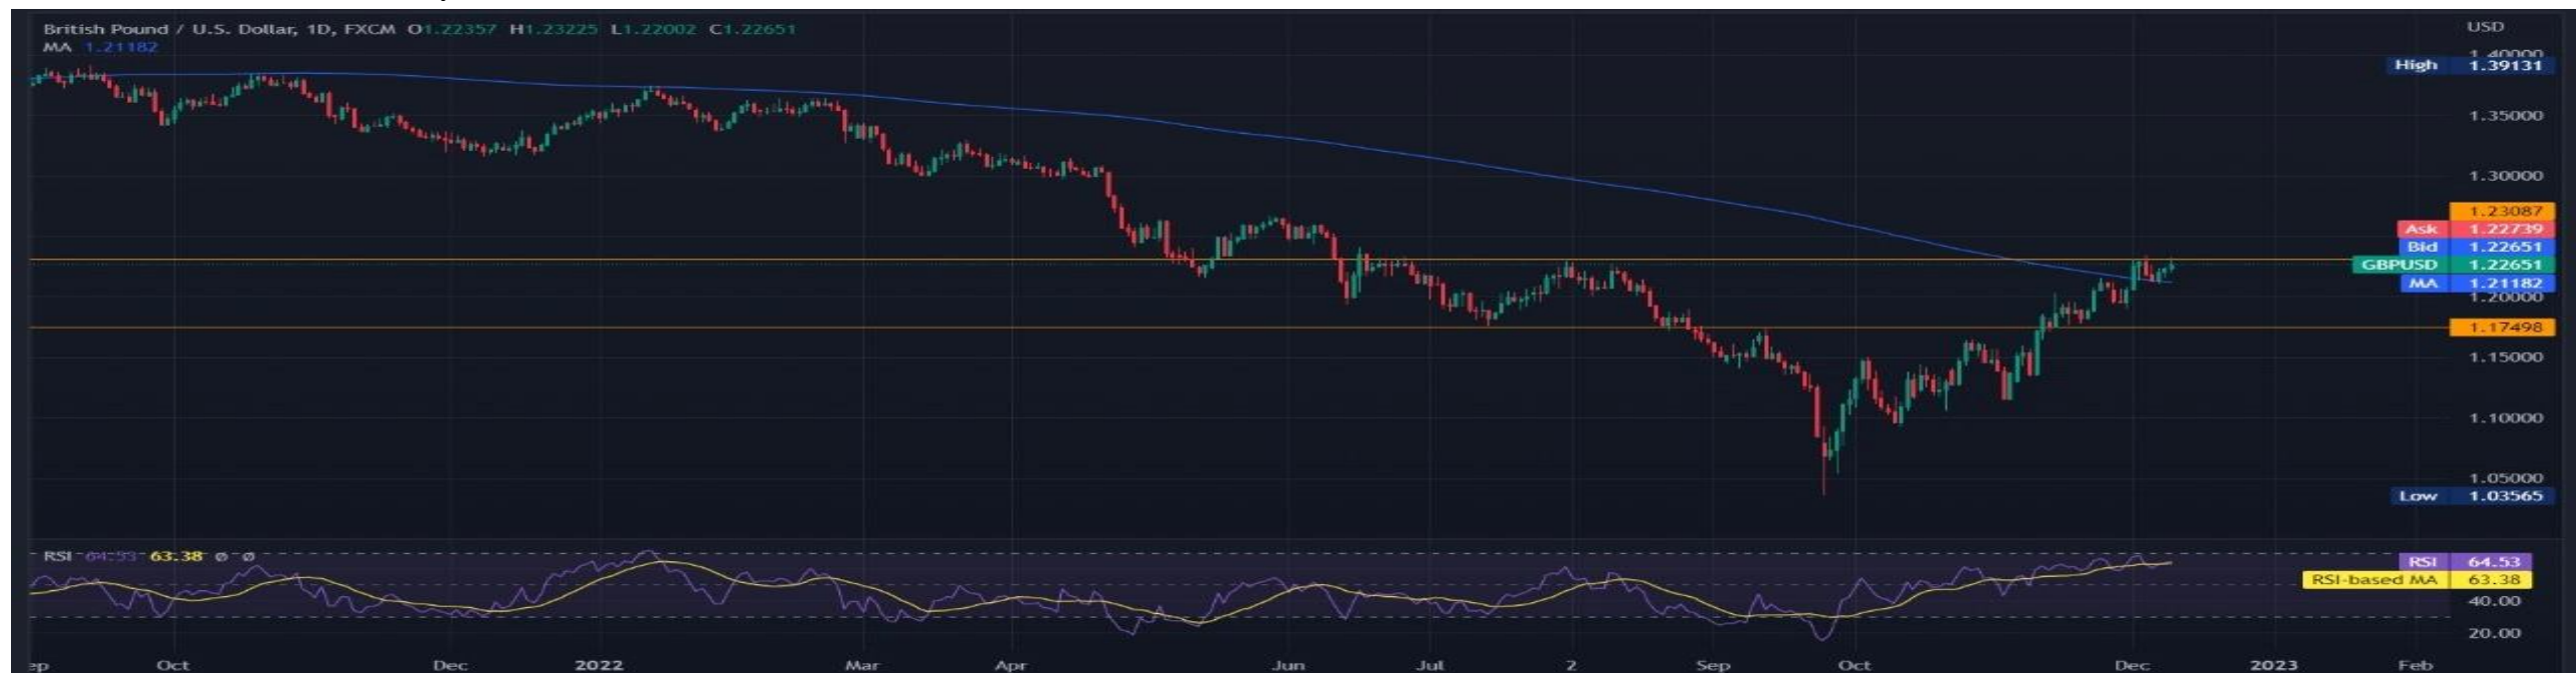 British Pound / U.S. Dollar, 1D, FXCM O1.22357 H1.23225 L1.22002 C1.22651
MA 1.21182
USD
1.40000
High 1.39131
1.35000
1.30000
1.23087
Ask 1.22739
Bid 1.22651
GBPUSD 1.22651
MA 1.21182
1.20000
1.17498
1.15000
1.10000
1.05000
Low 1.03565
RSI 64.53 63.38 ø ø
RSI 64.53
RSI-based MA 63.38
40.00
20.00
ep Oct Dec 2022 Mar Apr Jun Jul 2 Sep Oct Dec 2023 Feb